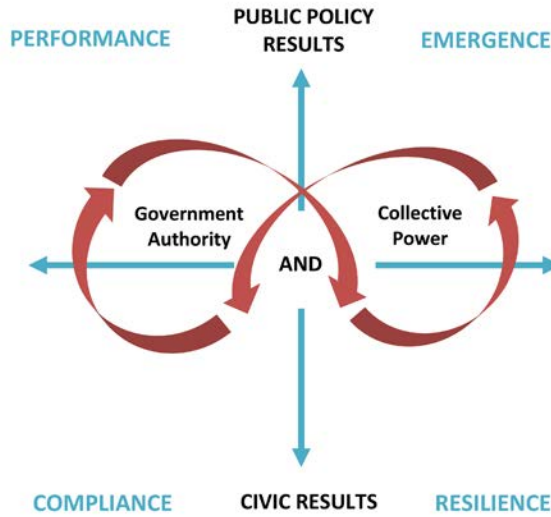 PERFORMANCE
PUBLIC POLICY
RESULTS
EMERGENCE
Government
Authority
Collective
Power
AND
COMPLIANCE
CIVIC RESULTS
RESILIENCE